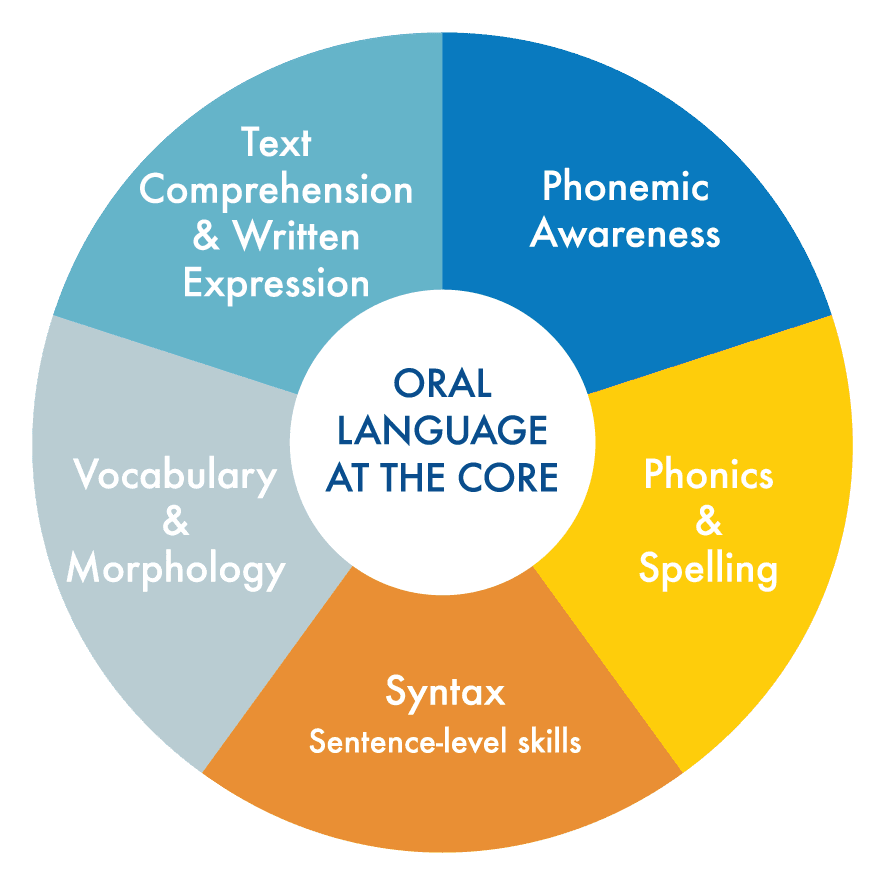 Text
Comprehension
& Written
Expression
Phonemic
Awareness
ORAL
LANGUAGE
AT THE CORE
Vocabulary
&
Morphology
Phonics
&
Spelling
Syntax
Sentence-level skills